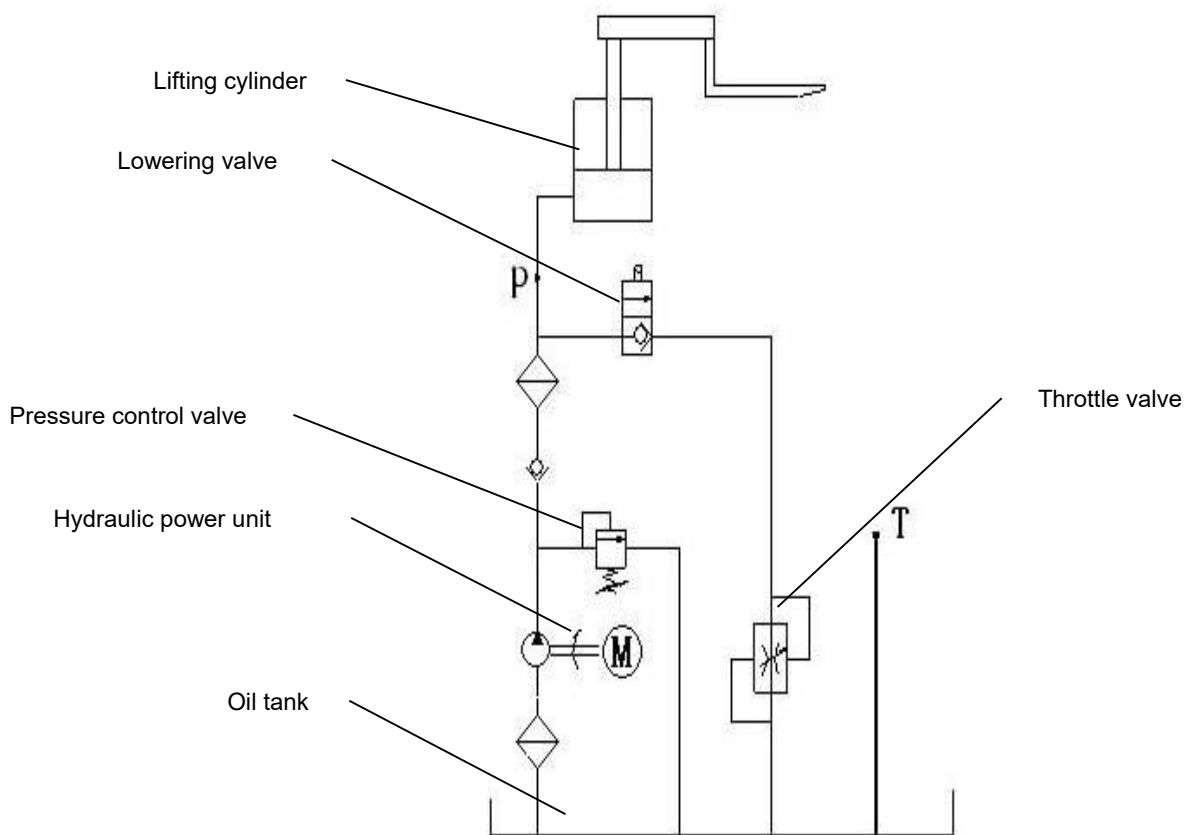 Lifting cylinder
Lowering valve
p
Pressure control valve
Throttle valve
Hydraulic power unit
T
M
Oil tank